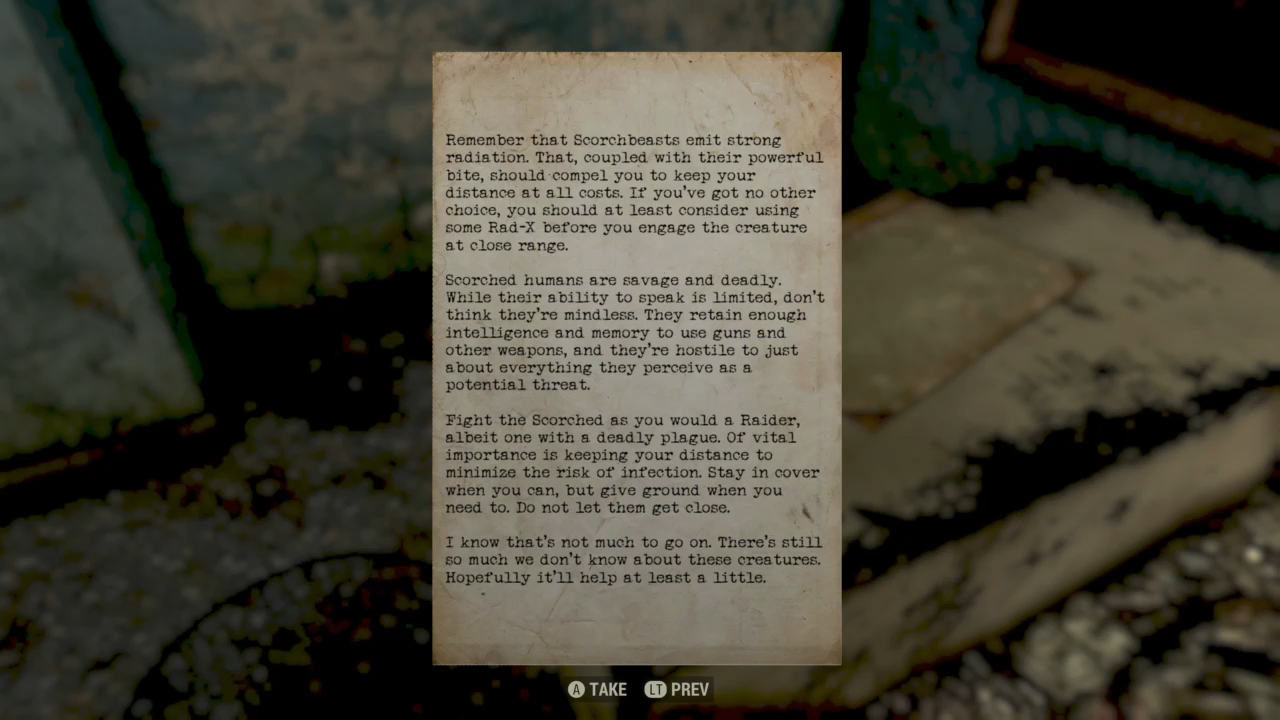 Remember that Scorchbeasts emit strong
radiation. That, coupled with their powerful
bite, should compel you to keep your
distance at all costs. If you've got no other
choice, you should at least consider using
some Rad-X before you engage the creature
at close range.
Scorched humans are savage and deadly.
While their ability to speak is limited, don't
think they're mindless. They retain enough
intelligence and memory to use guns and
other weapons, and they're hostile to just
about everything they perceive as a
potential threat.
Fight the Scorched as you would a Raider,
albeit one with a deadly plague. Of vital
importance is keeping your distance to
minimize the risk of infection. Stay in cover
when you can, but give ground when you
need to. Do not let them get close.
I know that's not much to go on. There's still
so much we don't know about these creatures.
Hopefully it'll help at least a little.
A TAKE LT PREV